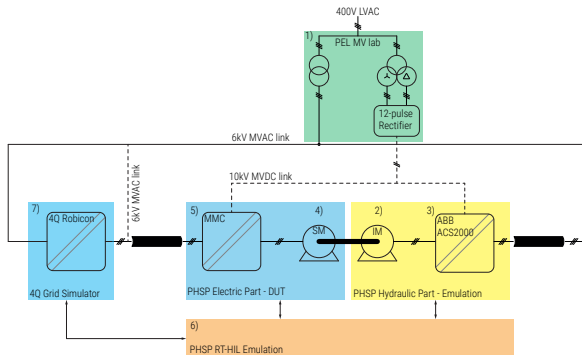 400V LVAC
1)
PEL MV lab
12-pulse
Rectifier
6kV MVAC link
6kV MVAC link
10kV MVDC link
7)
4Q Robicon
4Q Grid Simulator
5)
MMC
4)
SM
PHSP Electric Part - DUT
2)
IM
3)
ABB
ACS2000
PHSP Hydraulic Part - Emulation
6)
PHSP RT-HIL Emulation